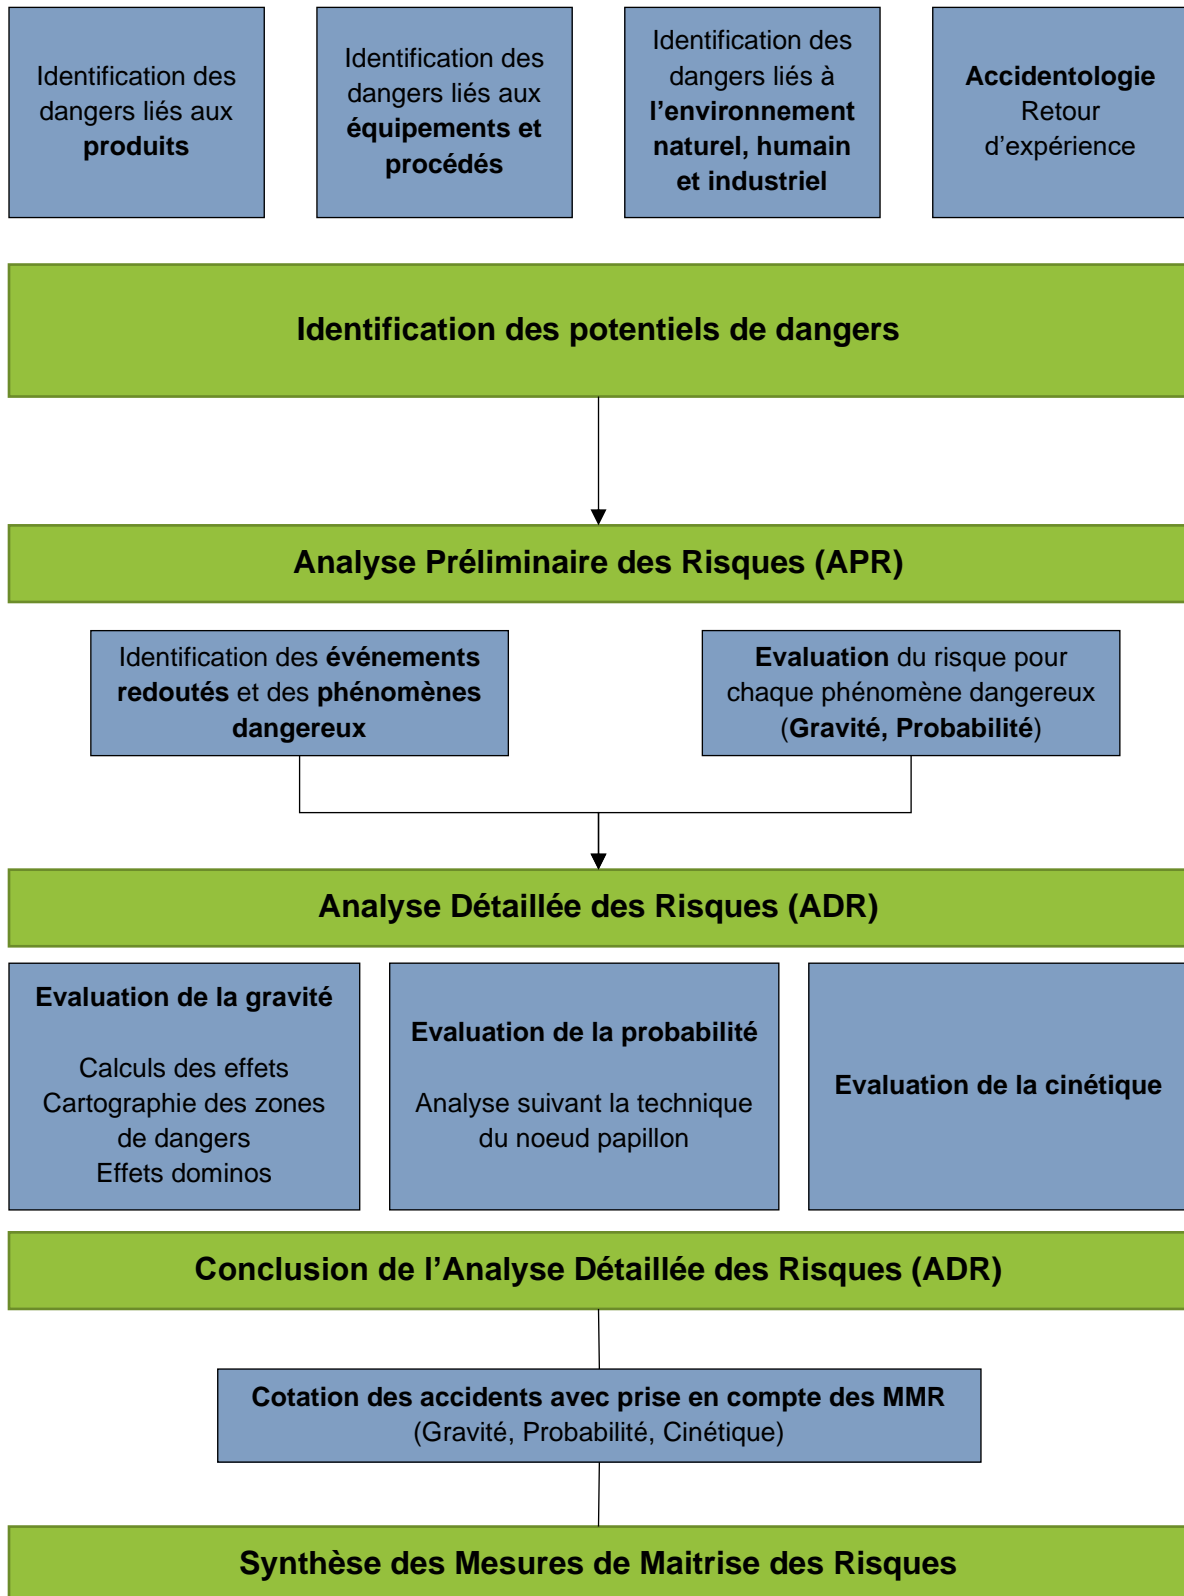 Identification des
dangers liés aux
produits
Identification des
dangers liés aux
équipements et
procédés
Identification des
dangers liés à
l’environnement
naturel, humain
et industriel
Accidentologie
Retour
d’expérience
Identification des potentiels de dangers
Analyse Préliminaire des Risques (APR)
Identification des événements
redoutés et des phénomènes
dangereux
Evaluation du risque pour
chaque phénomène dangereux
(Gravité, Probabilité)
Analyse Détaillée des Risques (ADR)
Evaluation de la gravité
Calculs des effets
Cartographie des zones
de dangers
Effets dominos
Evaluation de la probabilité
Analyse suivant la technique
du noeud papillon
Evaluation de la cinétique
Conclusion de l’Analyse Détaillée des Risques (ADR)
Cotation des accidents avec prise en compte des MMR
(Gravité, Probabilité, Cinétique)
Synthèse des Mesures de Maitrise des Risques